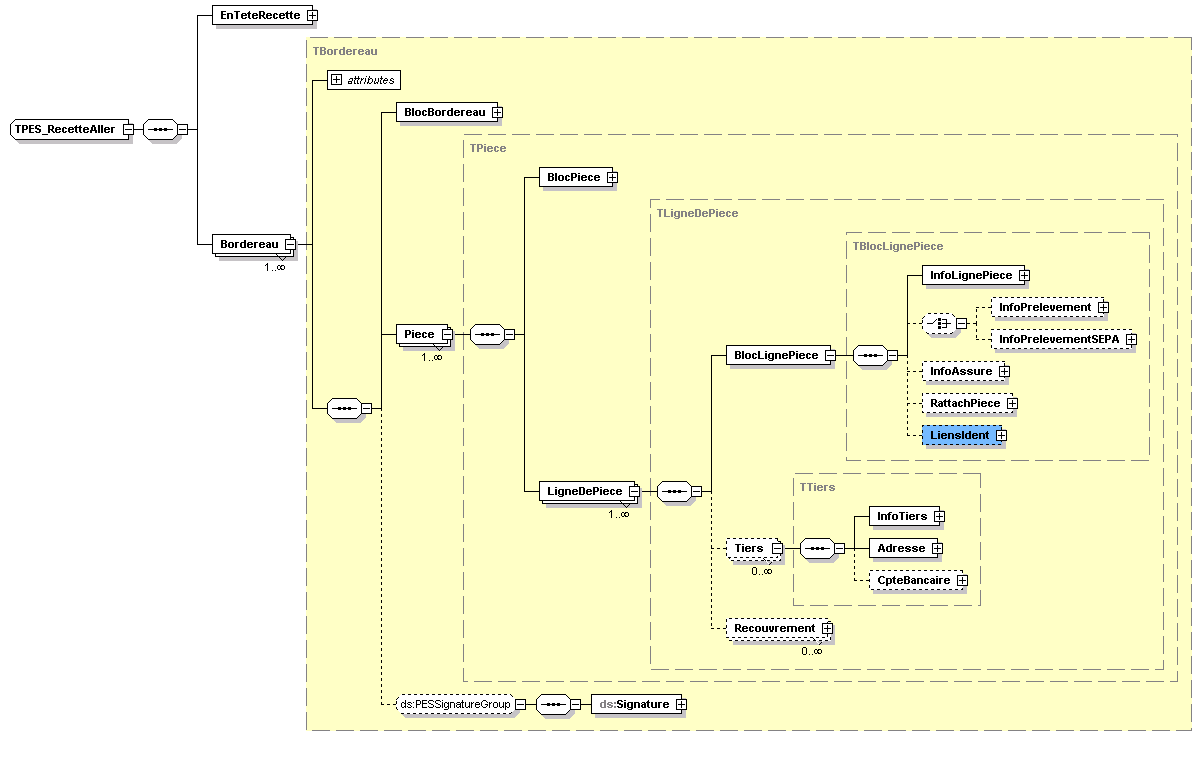 EnTeteRecette
TBordereau
attributes
BlocBordereau
TPES_RecetteAller
TPiece
BlocPiece
TLigneDePiece
Bordereau
TBlocLignePiece
1..∞
InfoLignePiece
InfoPrelevement
Piece
InfoPrelevementSEPA
1..∞
BlocLignePiece
InfoAssure
RattachPiece
LiensIdent
TTiers
LigneDePiece
1..∞
InfoTiers
Tiers
Adresse
0..∞
CpteBancaire
Recouvrement
0..∞
ds:PESSignatureGroup
ds:Signature